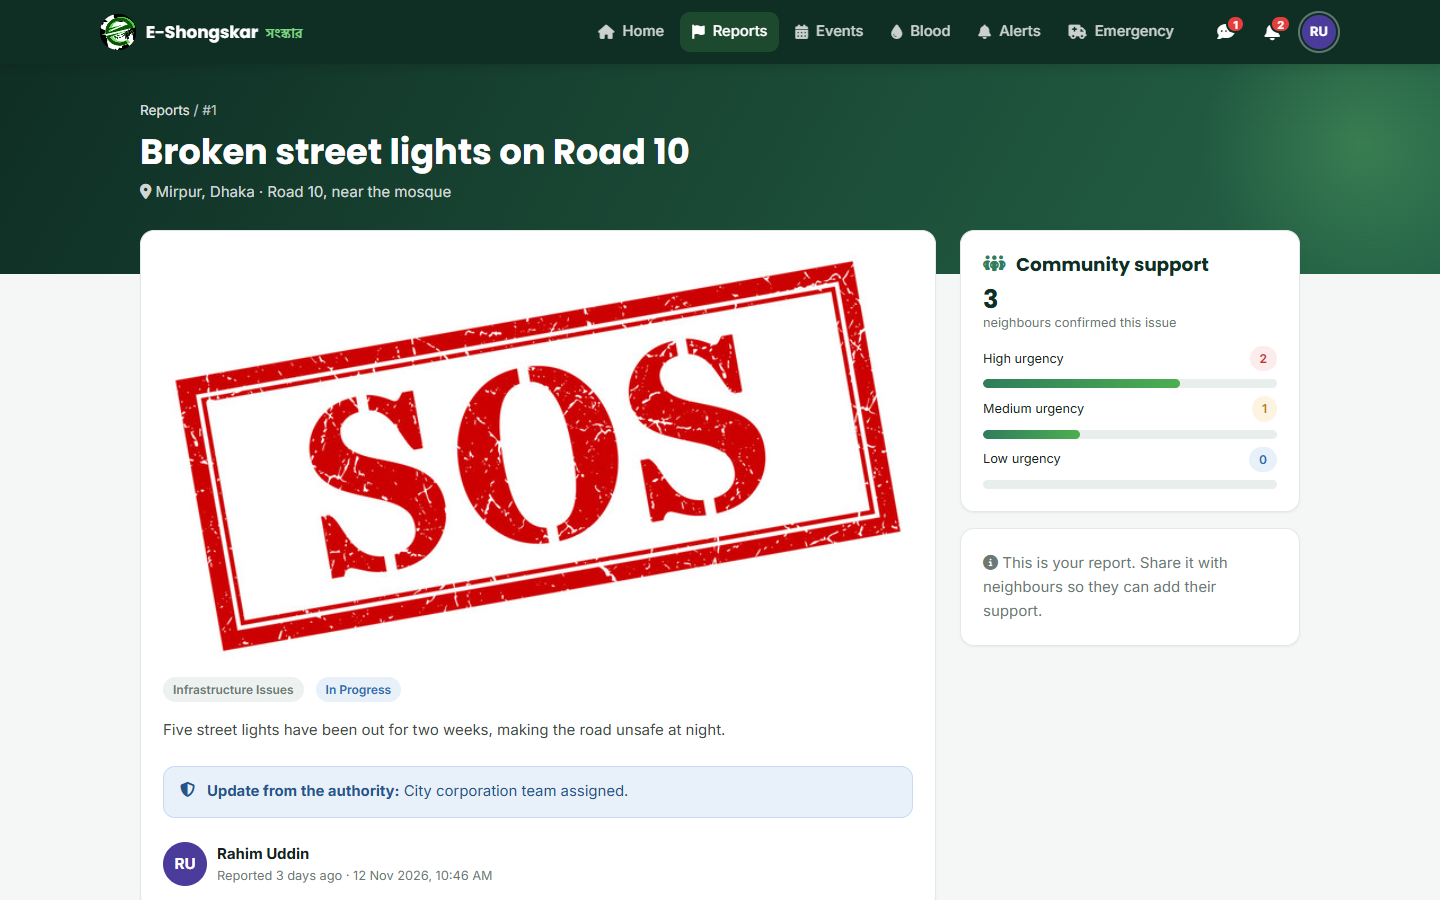 E-Shongskar সংস্কার
Home
Reports
Events
Blood
Alerts
Emergency
1
2
RU
Reports / #1
Broken street lights on Road 10
Mirpur, Dhaka · Road 10, near the mosque
SOS
Infrastructure Issues
In Progress
Five street lights have been out for two weeks, making the road unsafe at night.
Update from the authority: City corporation team assigned.
RU
Rahim Uddin
Reported 3 days ago · 12 Nov 2026, 10:46 AM
Community support
3
neighbours confirmed this issue
High urgency
2
Medium urgency
1
Low urgency
0
This is your report. Share it with
neighbours so they can add their
support.